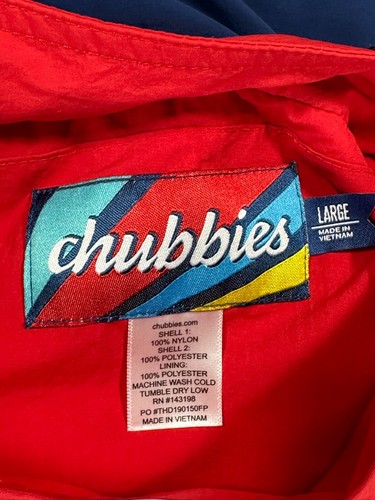 chubbies
LARGE
MADE IN
VIETNAM
chubbies.com
SHELL 1:
100% NYLON
SHELL 2:
100% POLYESTER
LINING:
100% POLYESTER
MACHINE WASH COLD
TUMBLE DRY LOW
RN #143198
PO #THD190150FP
MADE IN VIETNAM